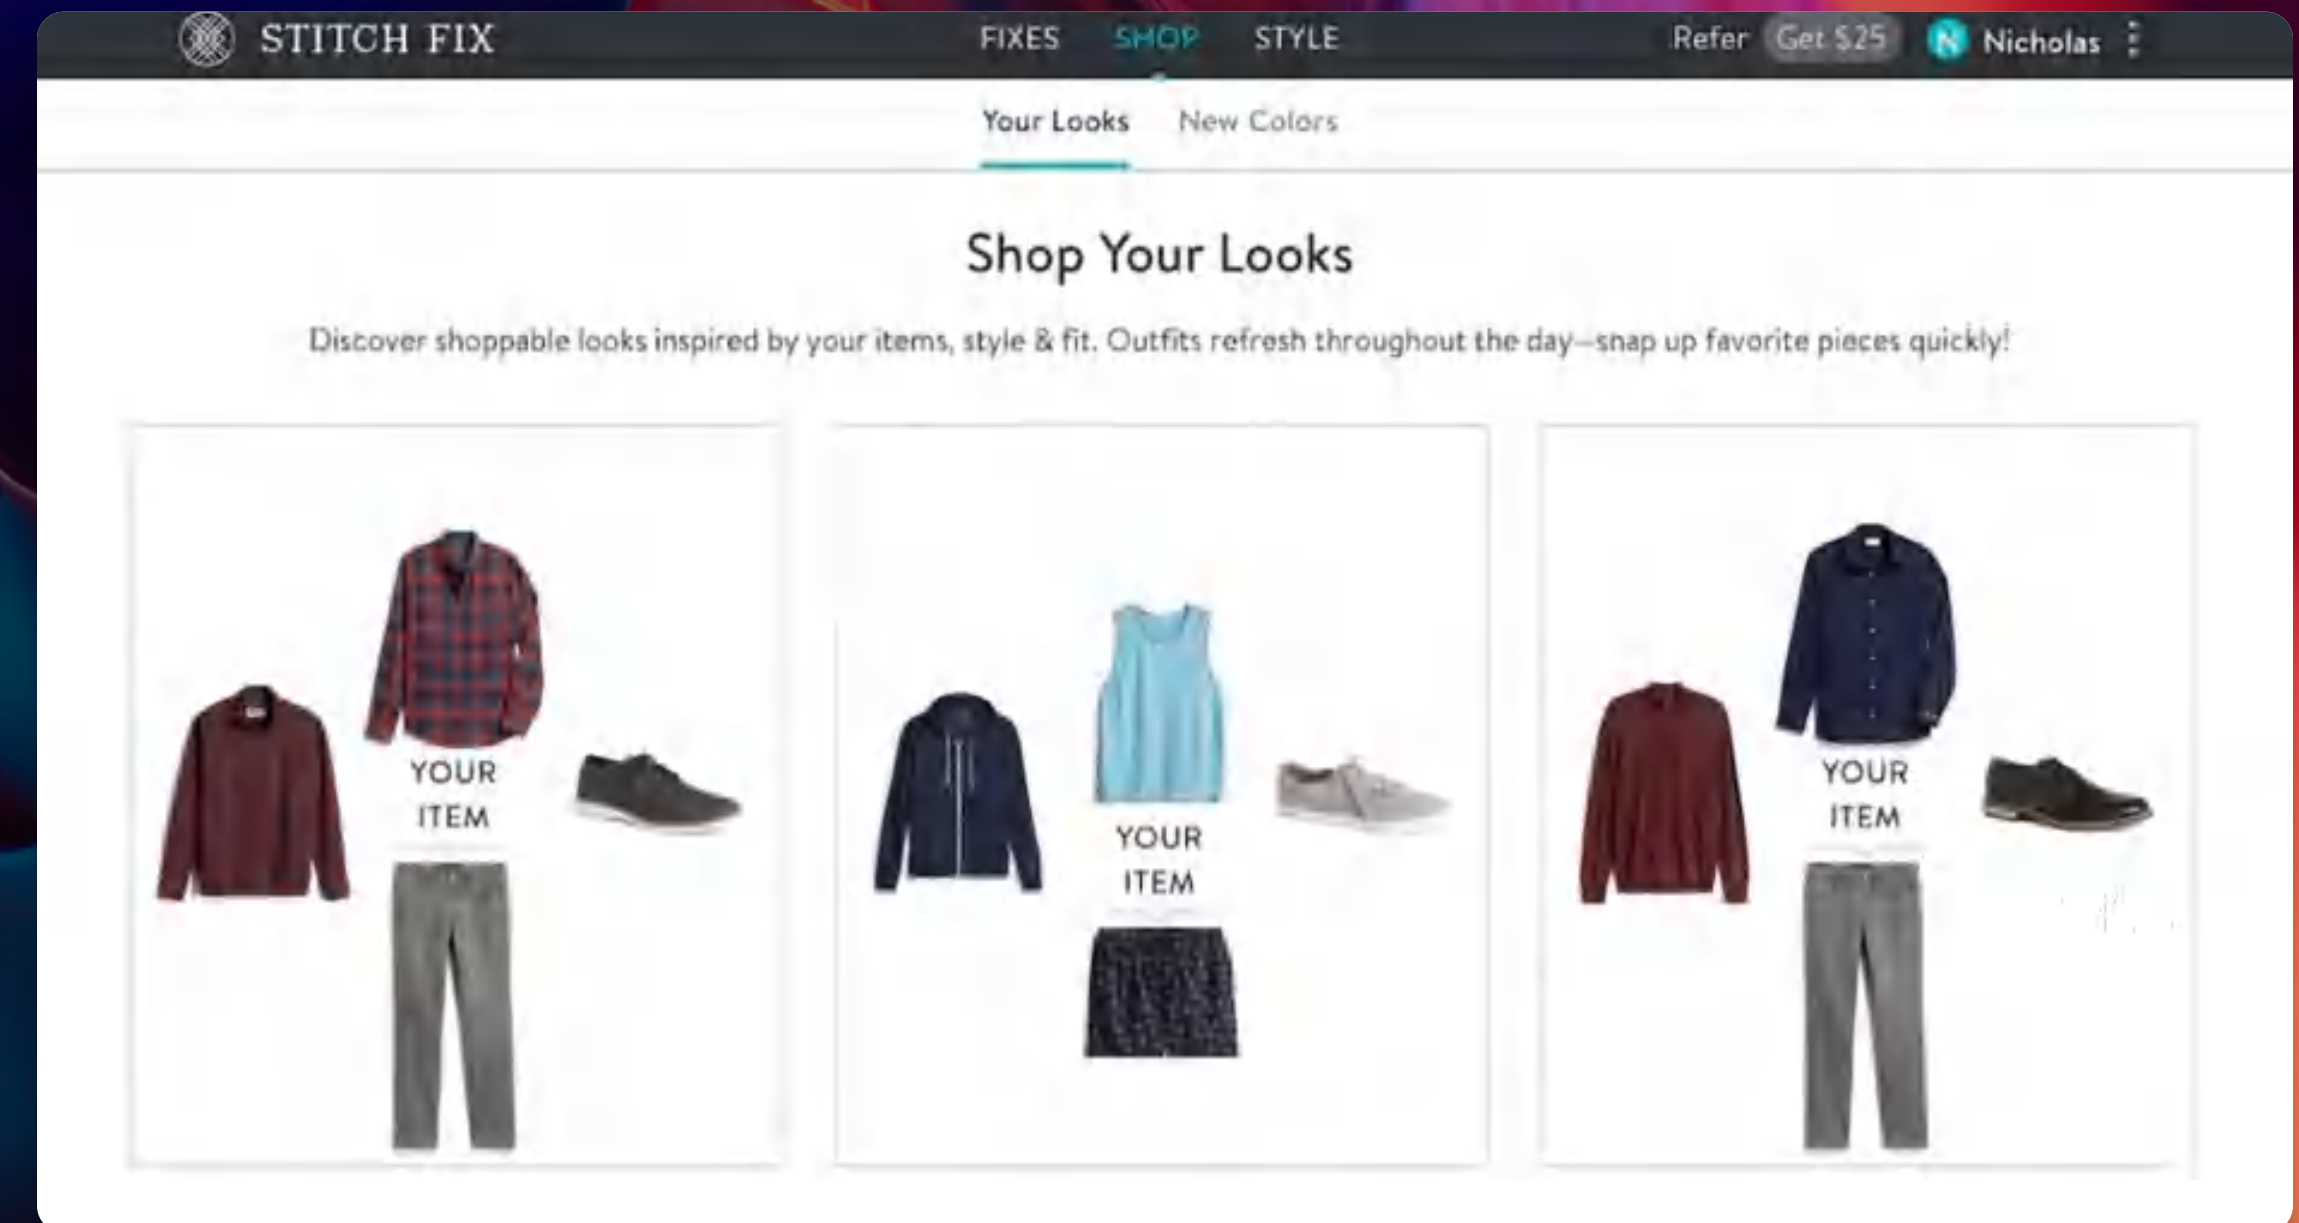 STITCH FIX
FIXES SHOP STYLE
Refer Get $25 N Nicholas
Your Looks New Colors
Shop Your Looks
Discover shoppable looks inspired by your items, style & fit. Outfits refresh throughout the day—snap up favorite pieces quickly!
YOUR
ITEM
YOUR
ITEM
YOUR
ITEM